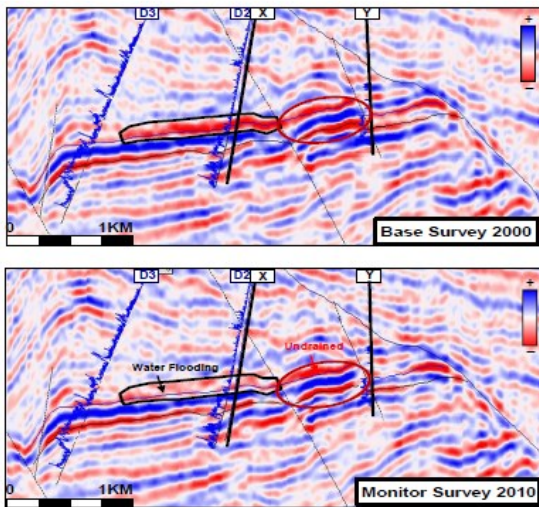 D3 D2 X Y
+
−
0 1KM
Base Survey 2000
D3 D2 X Y
+
−
Undrained
Water Flooding
0 1KM
Monitor Survey 2010